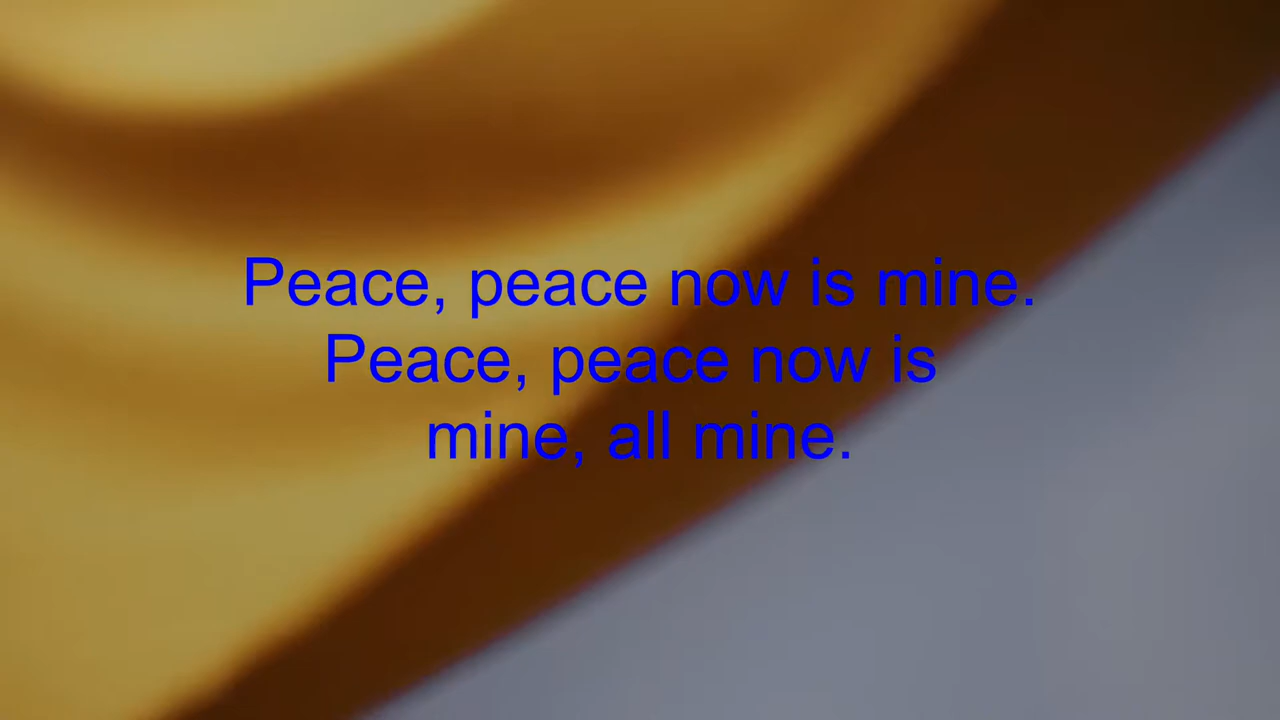 Peace, peace now is mine.
Peace, peace now is
mine, all mine.